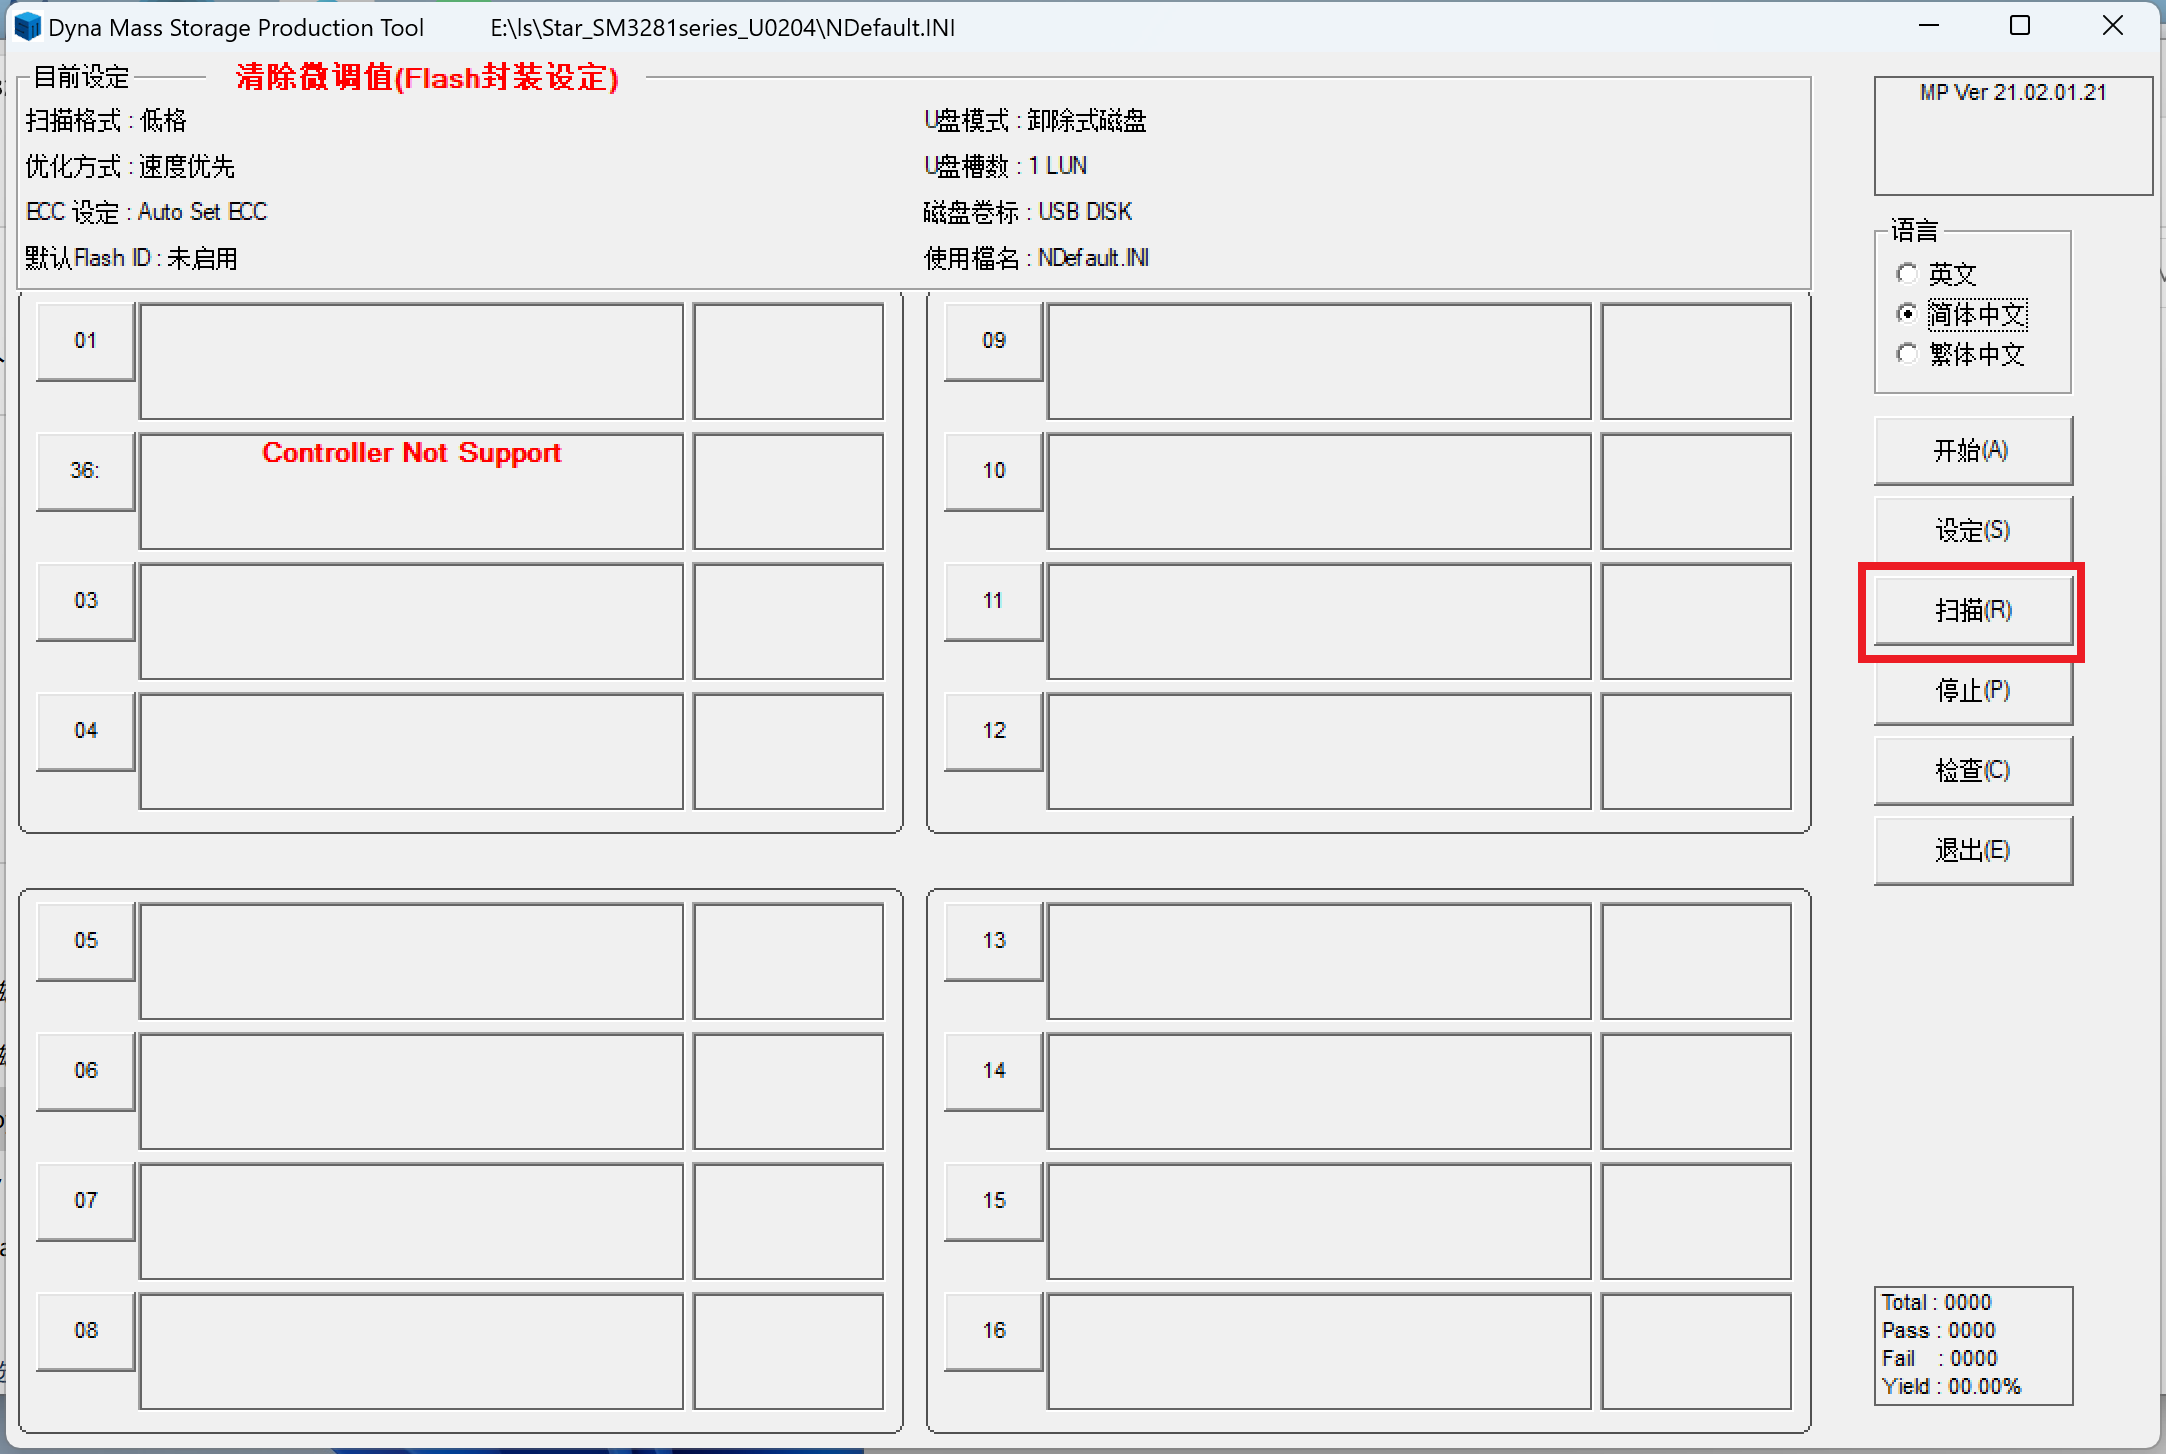 Dyna Mass Storage Production Tool E:\ls\Star_SM3281series_U0204\NDefault.INI
目前设定 清除微调值(Flash封装设定)
扫描格式 : 低格
优化方式 : 速度优先
ECC 设定 : Auto Set ECC
默认Flash ID : 未启用
U盘模式 : 卸除式磁盘
U盘槽数 : 1 LUN
磁盘卷标 : USB DISK
使用檔名 : NDefault.INI
MP Ver 21.02.01.21
语言
英文
简体中文
繁体中文
开始(A)
设定(S)
扫描(R)
停止(P)
检查(C)
退出(E)
01
36: Controller Not Support
03
04
09
10
11
12
05
06
07
08
13
14
15
16
Total : 0000
Pass : 0000
Fail : 0000
Yield : 00.00%